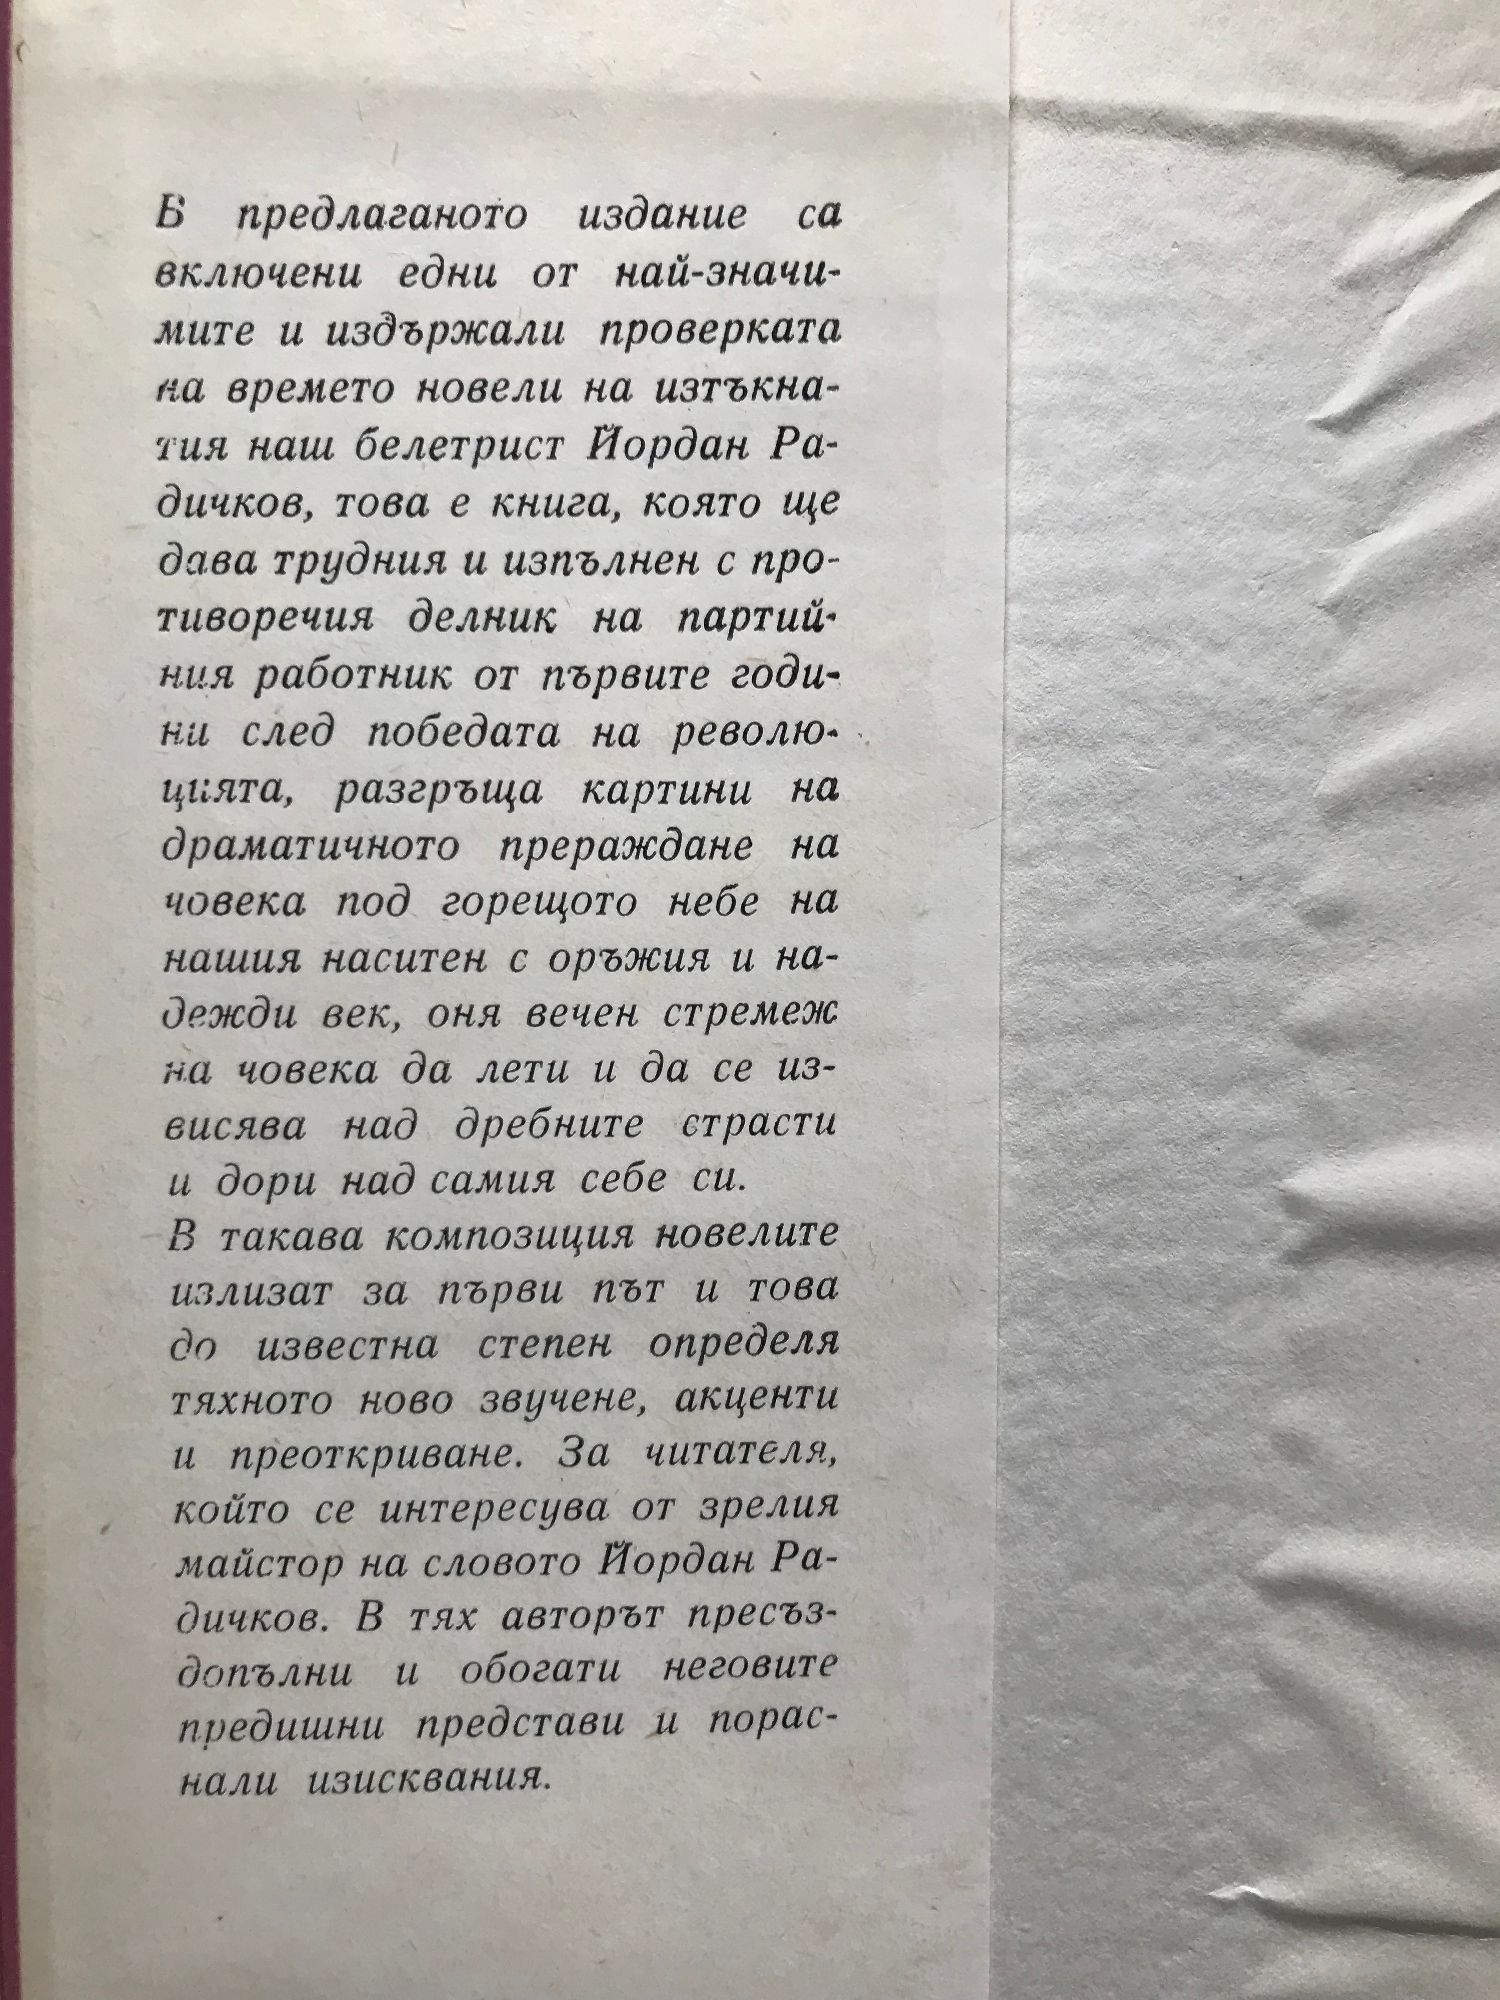 В предлаганото издание са
включени едни от най-значи-
мите и издържали проверката
на времето новели на изтъкна-
тия наш белетрист Йордан Ра-
дичков, това е книга, която ще
дава трудния и изпълнен с про-
тиворечия делник на партий-
ния работник от първите годи-
ни след победата на револю-
цията, разгръща картини на
драматичното прераждане на
човека под горещото небе на
нашия наситен с оръжия и на-
дежди век, оня вечен стремеж
на човека да лети и да се из-
висява над дребните страсти
и дори над самия себе си.
В такава композиция новелите
излизат за първи път и това
до известна степен определя
тяхното ново звучене, акценти
и преоткриване. За читателя,
който се интересува от зрелия
майстор на словото Йордан Ра-
дичков. В тях авторът пресъз-
допълни и обогати неговите
предишни представи и порас-
нали изисквания.